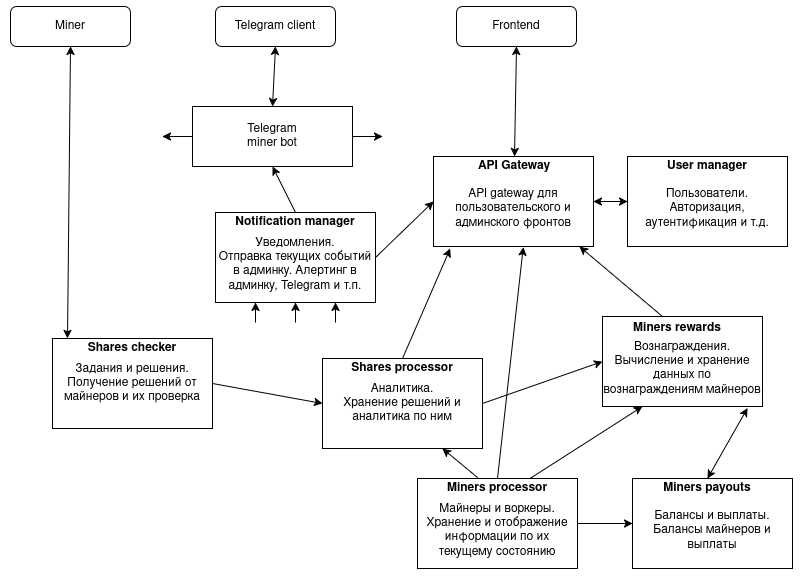 Miner
Telegram client
Frontend
Telegram
miner bot
API Gateway
API gateway для
пользовательского и
админского фронтов
User manager
Пользователи.
Авторизация,
аутентификация и т.д.
Notification manager
Уведомления.
Отправка текущих событий
в админку. Алертинг в
админку, Telegram и т.п.
Miners rewards
Вознаграждения.
Вычисление и хранение
данных по
вознаграждениям майнеров
Shares checker
Задания и решения.
Получение решений от
майнеров и их проверка
Shares processor
Аналитика.
Хранение решений и
аналитика по ним
Miners processor
Майнеры и воркеры.
Хранение и отображение
информации по их
текущему состоянию
Miners payouts
Балансы и выплаты.
Балансы майнеров и
выплаты